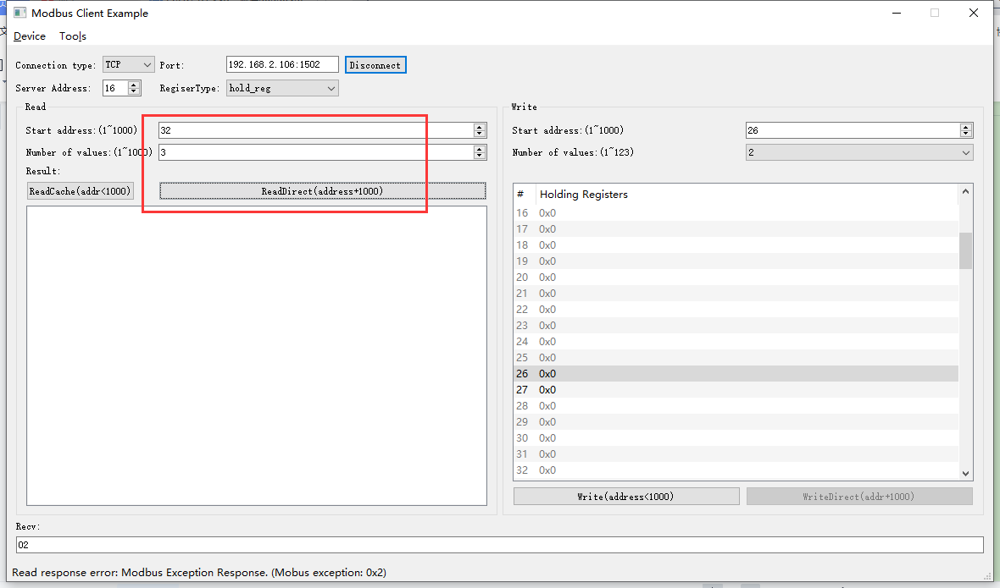 Modbus Client Example
Device Tools
Connection type: TCP Port: 192.168.2.106:1502 Disconnect
Server Address: 16 RegiserType: hold_reg
Read
Start address:(1~1000) 32
Number of values:(1~1000) 3
Result:
ReadCache(addr<1000) ReadDirect(address+1000)
Write
Start address:(1~1000) 26
Number of values:(1~123) 2
# Holding Registers
16 0x0
17 0x0
18 0x0
19 0x0
20 0x0
21 0x0
22 0x0
23 0x0
24 0x0
25 0x0
26 0x0
27 0x0
28 0x0
29 0x0
30 0x0
31 0x0
32 0x0
Write(address<1000) WriteDirect(addr+1000)
Recv:
02
Read response error: Modbus Exception Response. (Mobus exception: 0x2)